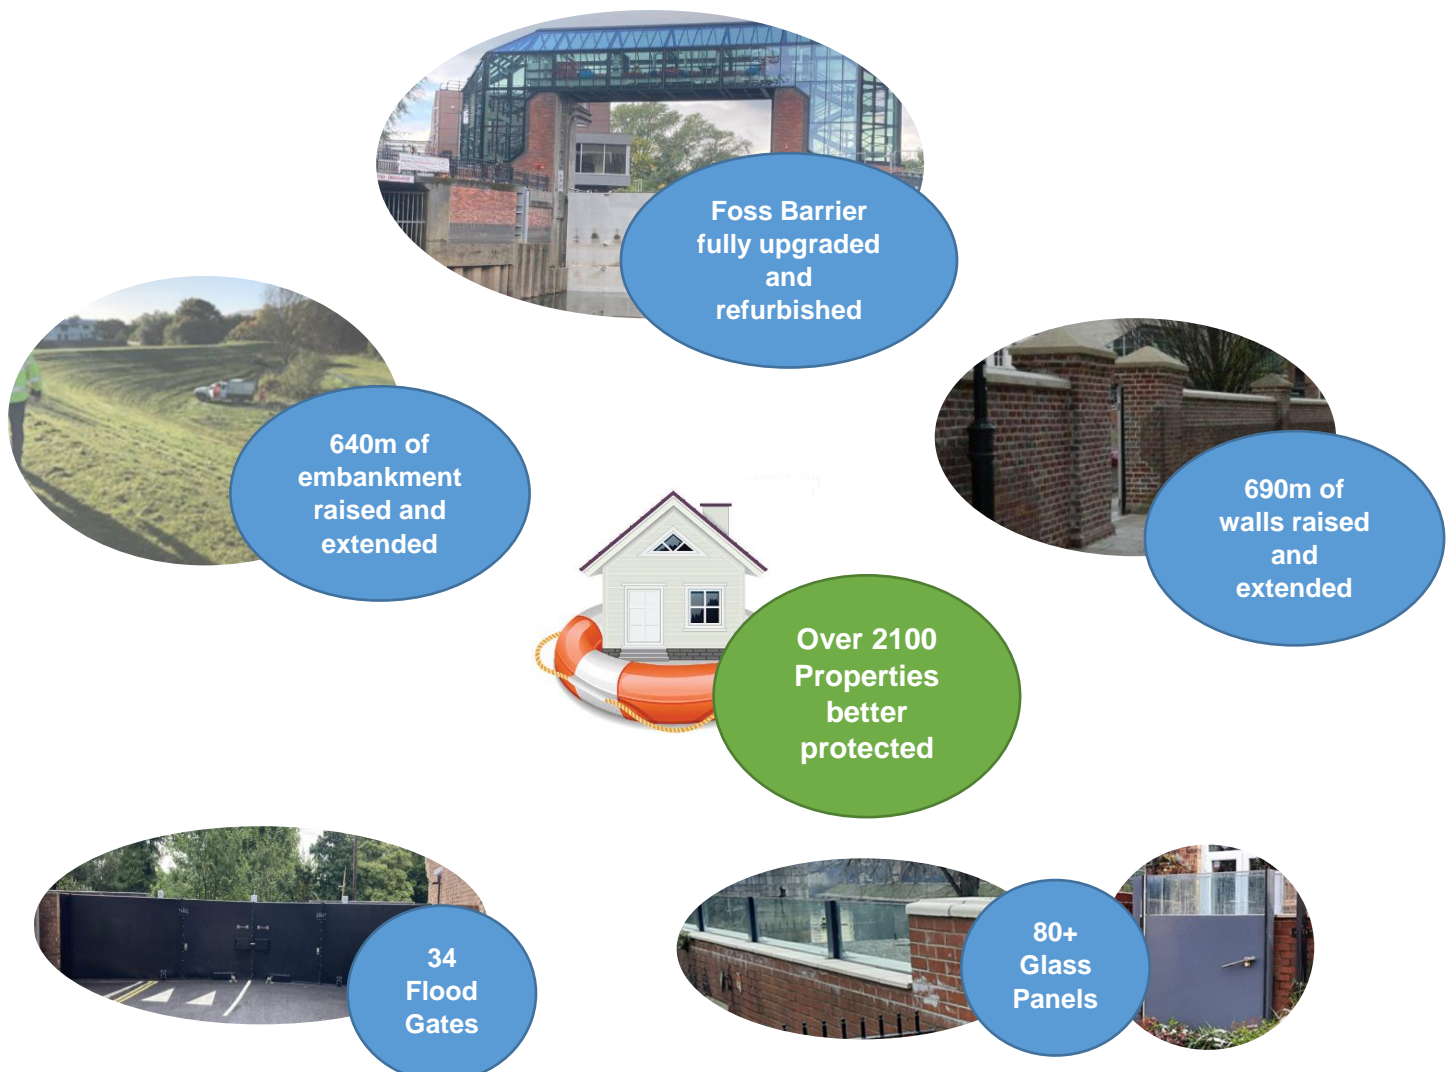 Foss Barrier
fully upgraded
and
refurbished
640m of
embankment
raised and
extended
690m of
walls raised
and
extended
Over 2100
Properties
better
protected
34
Flood
Gates
80+
Glass
Panels